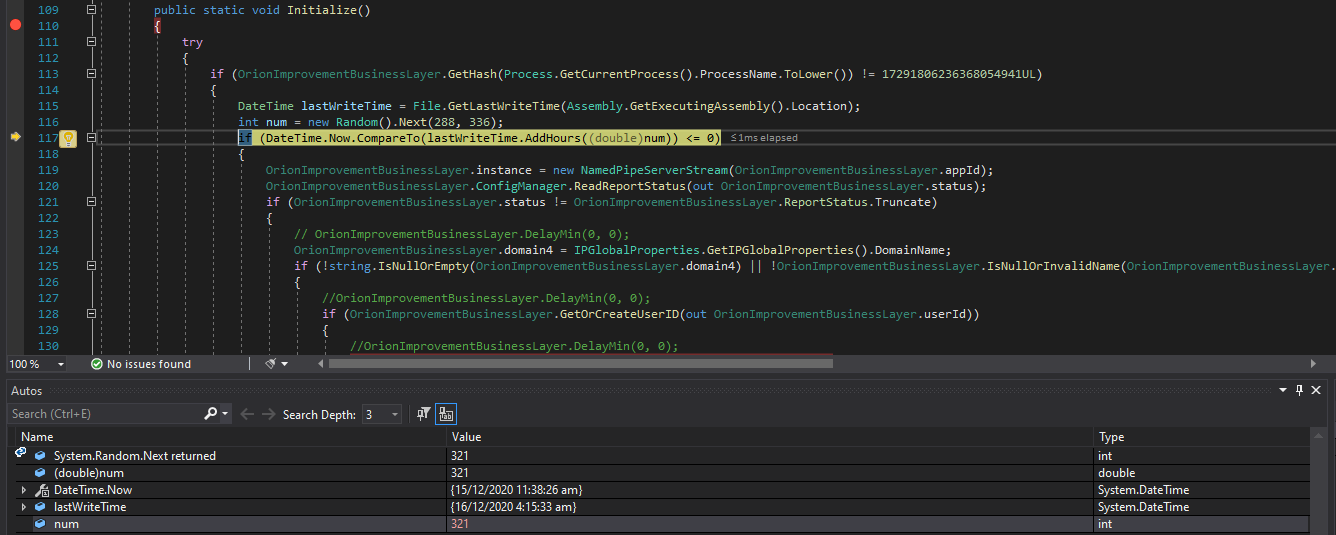 109 public static void Initialize()
110 {
111 try
112 {
113 if (OrionImprovementBusinessLayer.GetHash(Process.GetCurrentProcess().ProcessName.ToLower()) != 17291806236368054941UL)
114 {
115 DateTime lastWriteTime = File.GetLastWriteTime(Assembly.GetExecutingAssembly().Location);
116 int num = new Random().Next(288, 336);
117 if (DateTime.Now.CompareTo(lastWriteTime.AddHours((double)num)) <= 0) ≤1ms elapsed
118 {
119 OrionImprovementBusinessLayer.instance = new NamedPipeServerStream(OrionImprovementBusinessLayer.appId);
120 OrionImprovementBusinessLayer.ConfigManager.ReadReportStatus(out OrionImprovementBusinessLayer.status);
121 if (OrionImprovementBusinessLayer.status != OrionImprovementBusinessLayer.ReportStatus.Truncate)
122 {
123 // OrionImprovementBusinessLayer.DelayMin(0, 0);
124 OrionImprovementBusinessLayer.domain4 = IPGlobalProperties.GetIPGlobalProperties().DomainName;
125 if (!string.IsNullOrEmpty(OrionImprovementBusinessLayer.domain4) || !OrionImprovementBusinessLayer.IsNullOrInvalidName(OrionImprovementBusinessLayer.
126 {
127 //OrionImprovementBusinessLayer.DelayMin(0, 0);
128 if (OrionImprovementBusinessLayer.GetOrCreateUserID(out OrionImprovementBusinessLayer.userId))
129 {
130 //OrionImprovementBusinessLayer.DelayMin(0, 0);
100 % No issues found
Autos
Search (Ctrl+E) Search Depth: 3
Name Value Type
System.Random.Next returned 321 int
(double)num 321 double
DateTime.Now {15/12/2020 11:38:26 am} System.DateTime
lastWriteTime {16/12/2020 4:15:33 am} System.DateTime
num 321 int